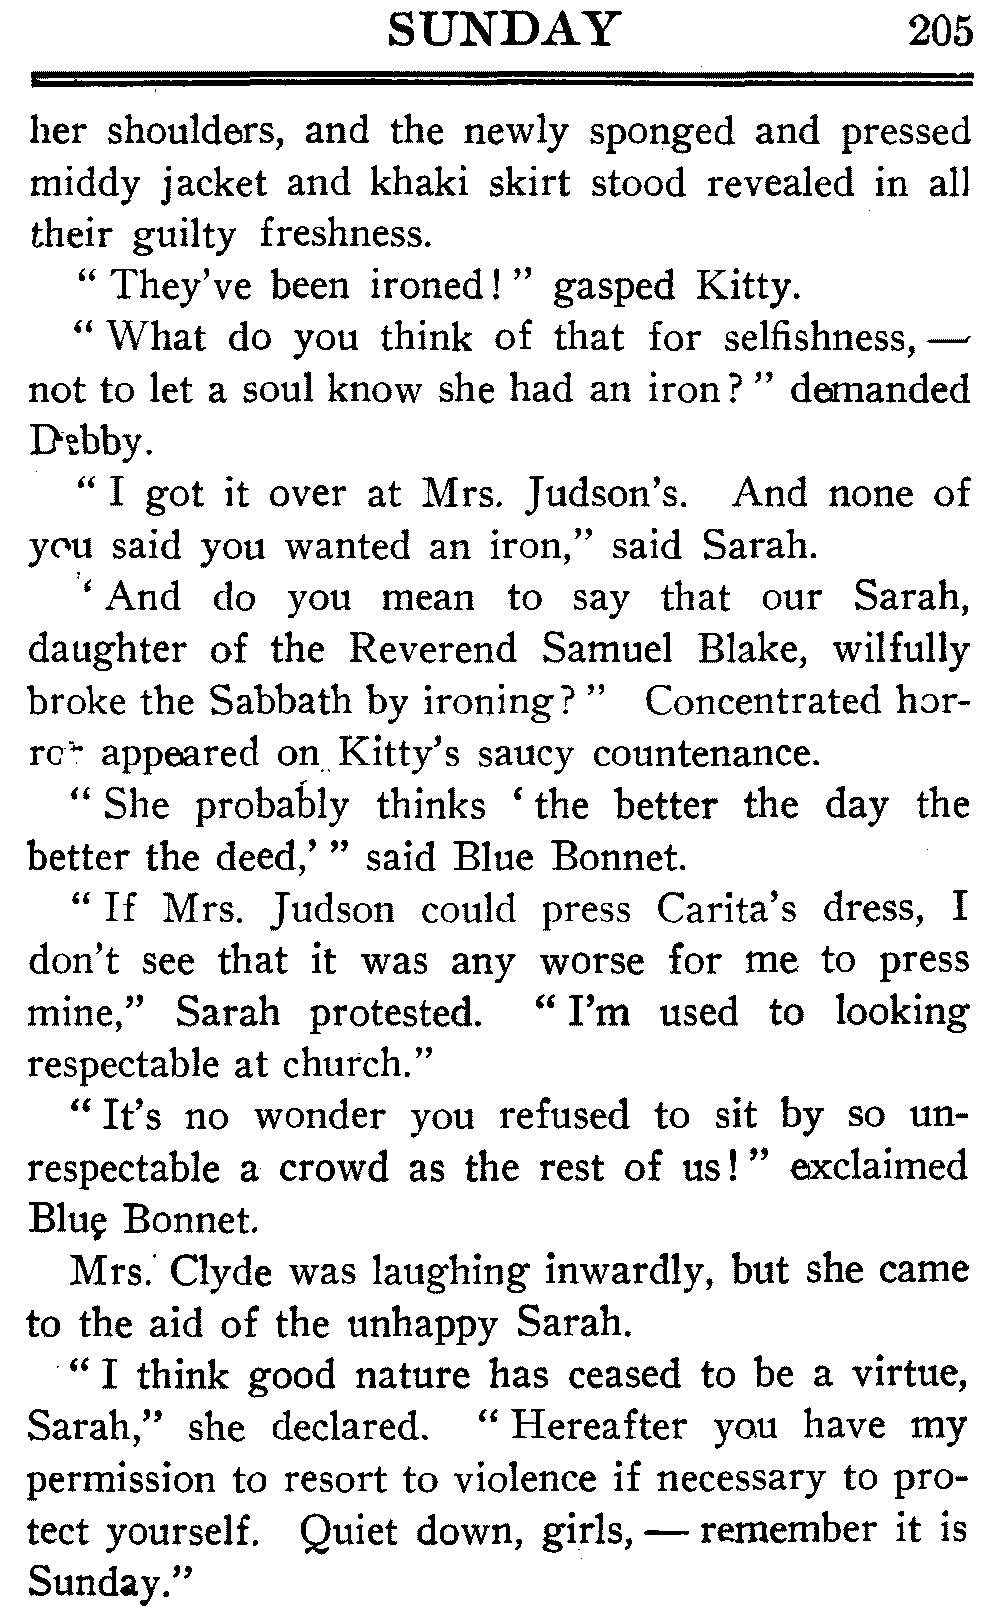 SUNDAY 205
her shoulders, and the newly sponged and pressed
middy jacket and khaki skirt stood revealed in all
their guilty freshness.
" They've been ironed! " gasped Kitty.
" What do you think of that for selfishness, —
not to let a soul know she had an iron? " demanded
Debby.
" I got it over at Mrs. Judson's. And none of
you said you wanted an iron," said Sarah.
" And do you mean to say that our Sarah,
daughter of the Reverend Samuel Blake, wilfully
broke the Sabbath by ironing? " Concentrated hor-
ror appeared on Kitty's saucy countenance.
" She probably thinks ' the better the day the
better the deed,' " said Blue Bonnet.
" If Mrs. Judson could press Carita's dress, I
don't see that it was any worse for me to press
mine," Sarah protested. " I'm used to looking
respectable at church."
" It's no wonder you refused to sit by so un-
respectable a crowd as the rest of us! " exclaimed
Blue Bonnet.
Mrs. Clyde was laughing inwardly, but she came
to the aid of the unhappy Sarah.
" I think good nature has ceased to be a virtue,
Sarah," she declared. " Hereafter you have my
permission to resort to violence if necessary to pro-
tect yourself. Quiet down, girls, — remember it is
Sunday."